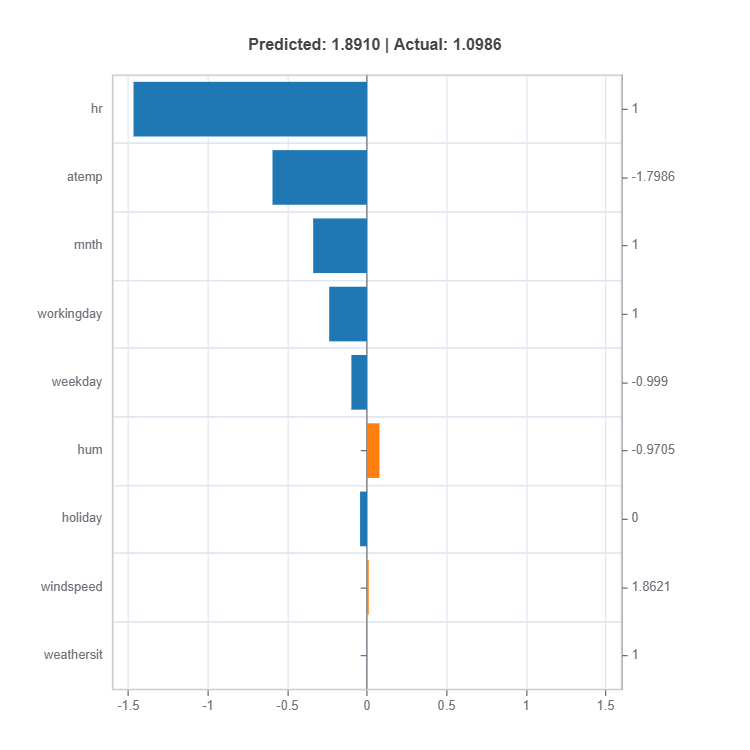 Predicted: 1.8910 | Actual: 1.0986
hr 1
atemp -1.7986
mnth 1
workingday 1
weekday -0.999
hum -0.9705
holiday 0
windspeed 1.8621
weathersit 1
-1.5 -1 -0.5 0 0.5 1 1.5